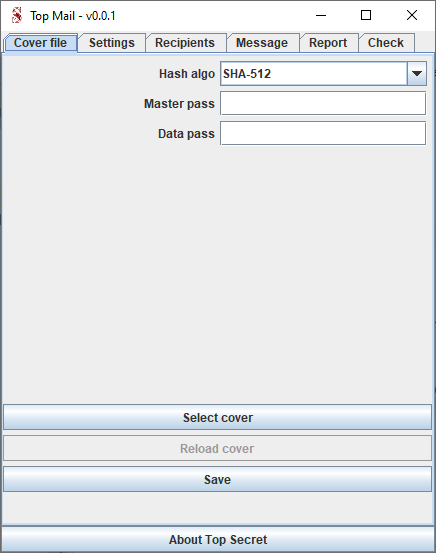 Top Mail - v0.0.1
Cover file Settings Recipients Message Report Check
Hash algo SHA-512
Master pass
Data pass
Select cover
Reload cover
Save
About Top Secret